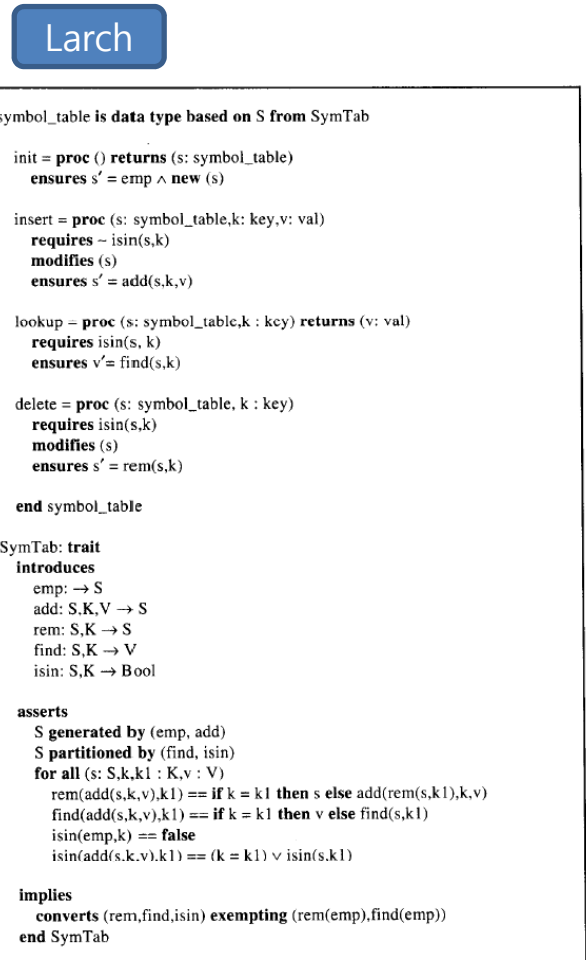 Larch
symbol_table is data type based on S from SymTab
init = proc () returns (s: symbol_table)
ensures s′ = emp ∧ new (s)
insert = proc (s: symbol_table,k: key,v: val)
requires ~ isin(s,k)
modifies (s)
ensures s′ = add(s,k,v)
lookup = proc (s: symbol_table,k : key) returns (v: val)
requires isin(s, k)
ensures v′= find(s,k)
delete = proc (s: symbol_table, k : key)
requires isin(s,k)
modifies (s)
ensures s′ = rem(s,k)
end symbol_table
SymTab: trait
introduces
emp: → S
add: S,K,V → S
rem: S,K → S
find: S,K → V
isin: S,K → Bool
asserts
S generated by (emp, add)
S partitioned by (find, isin)
for all (s: S,k,k1 : K,v : V)
rem(add(s,k,v),k1) == if k = k1 then s else add(rem(s,k1),k,v)
find(add(s,k,v),k1) == if k = k1 then v else find(s,k1)
isin(emp,k) == false
isin(add(s,k,v),k1) == (k = k1) ∨ isin(s,k1)
implies
converts (rem,find,isin) exempting (rem(emp),find(emp))
end SymTab